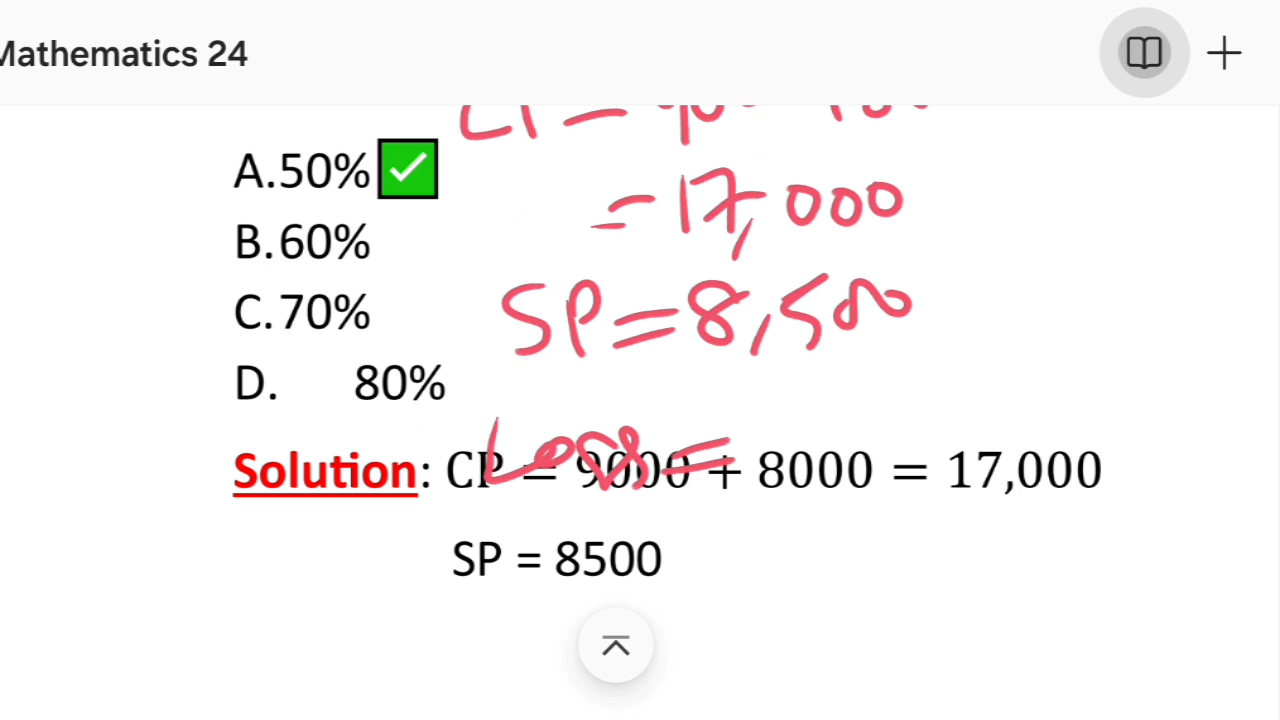 Mathematics 24
A.50%
= 17,000
B.60%
C.70%
SP = 8,500
D. 80%
Loss =
Solution: CP = 9000 + 8000 = 17,000
SP = 8500